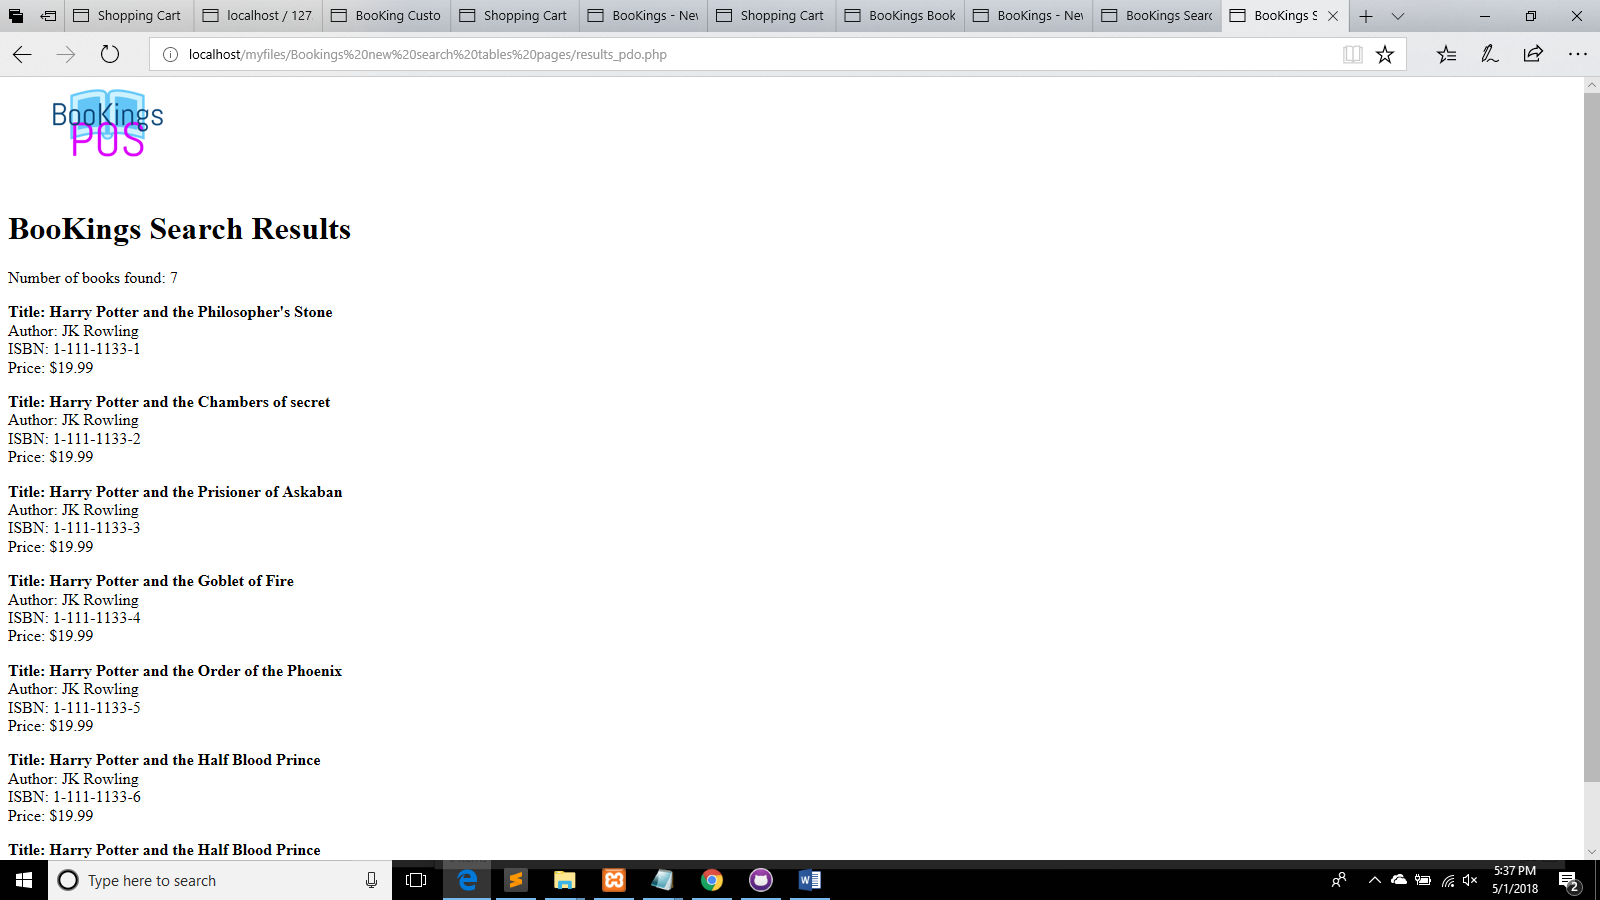 Shopping Cart
localhost / 127
BooKing Custo
Shopping Cart
BooKings - Nev
Shopping Cart
BooKings Book
BooKings - Nev
BooKings Searc
BooKings S
localhost/myfiles/Bookings%20new%20search%20tables%20pages/results_pdo.php
BooKings
POS
BooKings Search Results
Number of books found: 7
Title: Harry Potter and the Philosopher's Stone
Author: JK Rowling
ISBN: 1-111-1133-1
Price: $19.99
Title: Harry Potter and the Chambers of secret
Author: JK Rowling
ISBN: 1-111-1133-2
Price: $19.99
Title: Harry Potter and the Prisioner of Askaban
Author: JK Rowling
ISBN: 1-111-1133-3
Price: $19.99
Title: Harry Potter and the Goblet of Fire
Author: JK Rowling
ISBN: 1-111-1133-4
Price: $19.99
Title: Harry Potter and the Order of the Phoenix
Author: JK Rowling
ISBN: 1-111-1133-5
Price: $19.99
Title: Harry Potter and the Half Blood Prince
Author: JK Rowling
ISBN: 1-111-1133-6
Price: $19.99
Title: Harry Potter and the Half Blood Prince
Type here to search
5:37 PM
5/1/2018
2